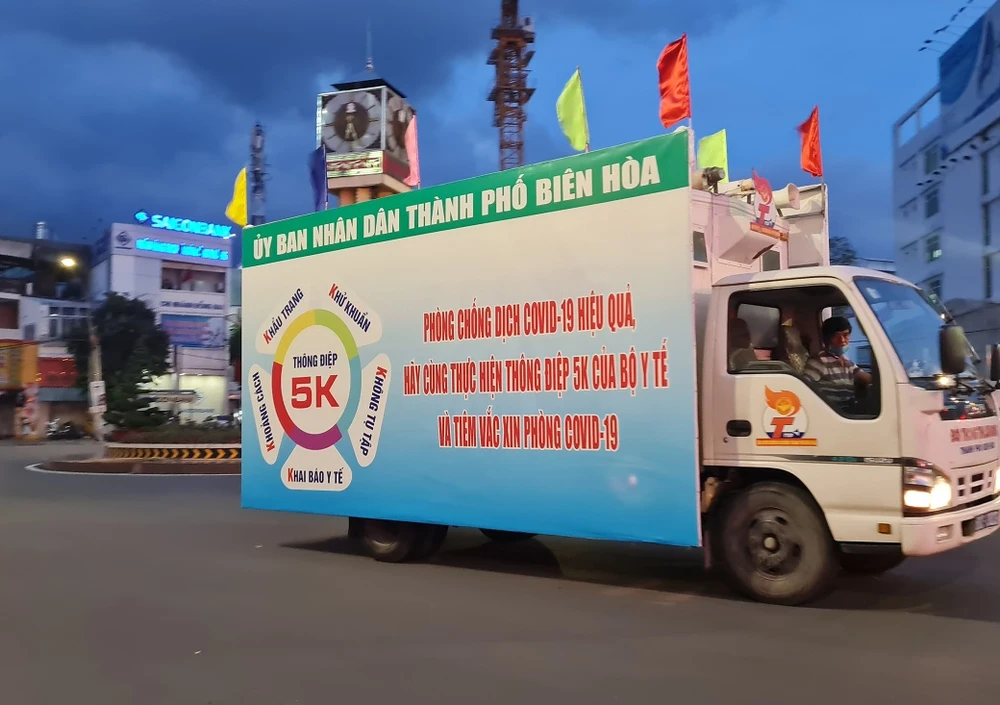 ỦY BAN NHÂN DÂN THÀNH PHỐ BIÊN HÒA
KHẨU TRANG
KHỬ KHUẨN
KHOẢNG CÁCH
THÔNG ĐIỆP
5K
KHÔNG TỤ TẬP
KHAI BÁO Y TẾ
PHÒNG CHỐNG DỊCH COVID-19 HIỆU QUẢ,
HÃY CÙNG THỰC HIỆN THÔNG ĐIỆP 5K CỦA BỘ Y TẾ
VÀ TIÊM VẮC XIN PHÒNG COVID-19
SAIGONBANK